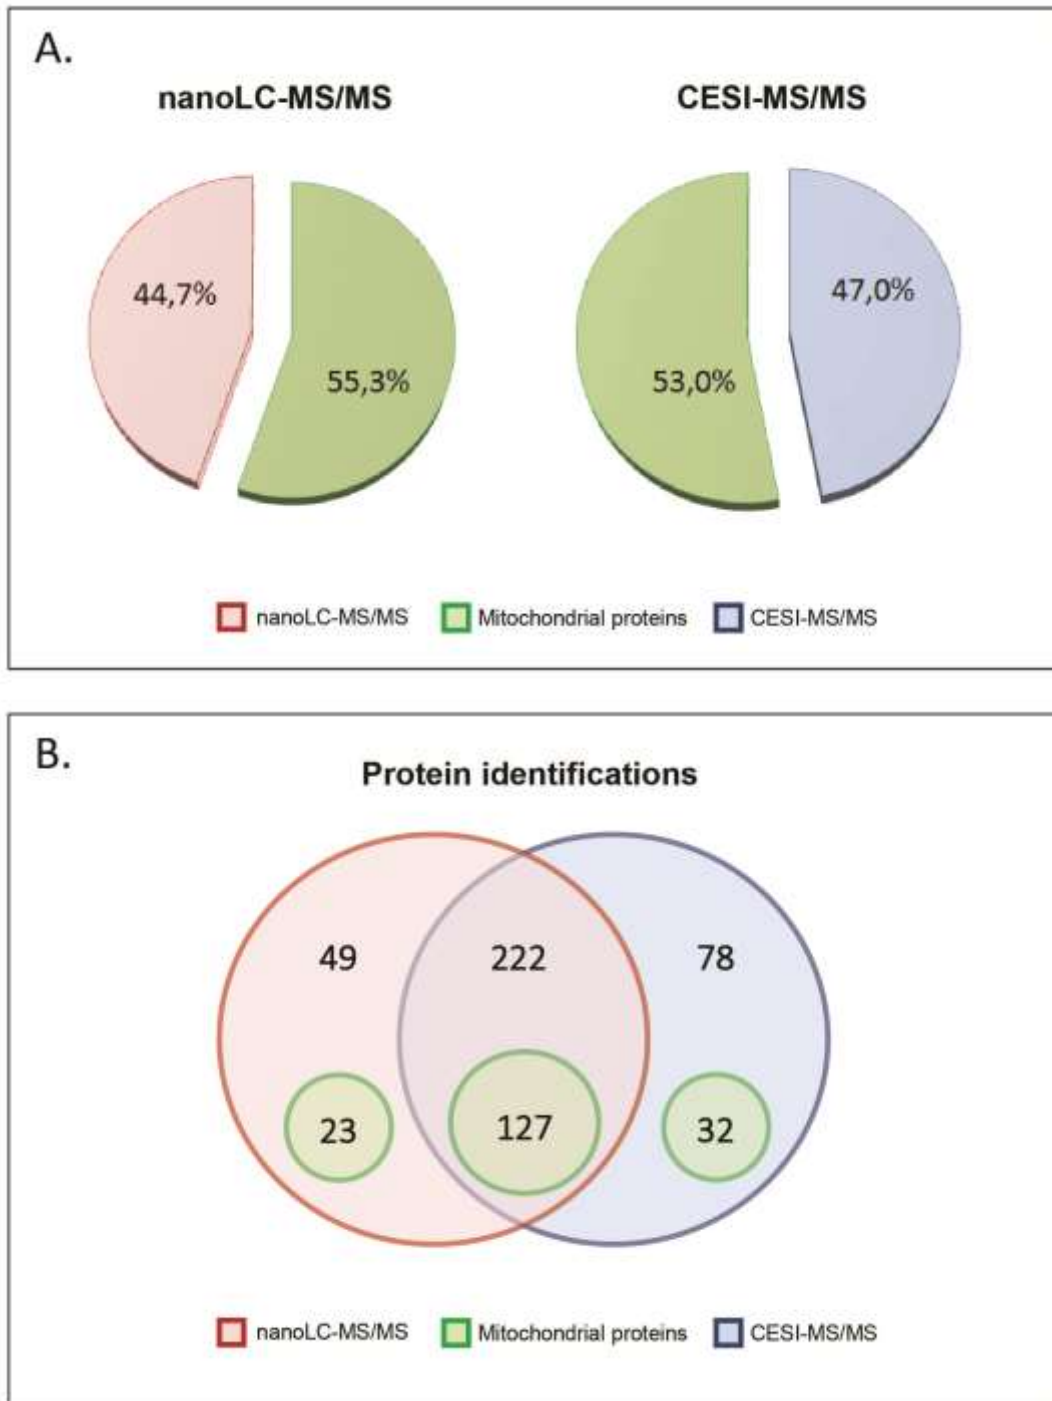 A.
nanoLC-MS/MS CESI-MS/MS
44,7% 55,3% 53,0% 47,0%
nanoLC-MS/MS Mitochondrial proteins CESI-MS/MS
B.
Protein identifications
49 222 78
23 127 32
nanoLC-MS/MS Mitochondrial proteins CESI-MS/MS